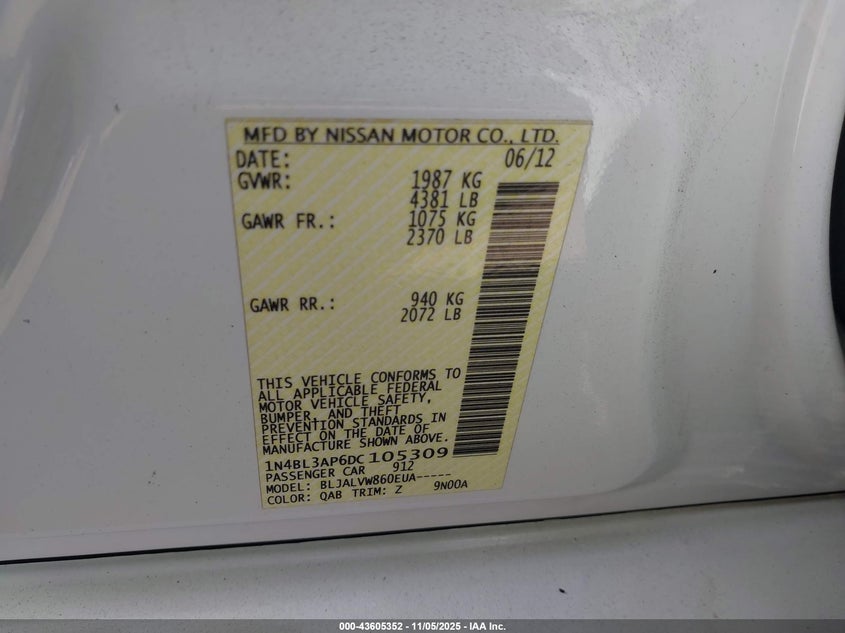 MFD BY NISSAN MOTOR CO., LTD.
DATE: 06/12
GVWR: 1987 KG
4381 LB
GAWR FR.: 1075 KG
2370 LB
GAWR RR.: 940 KG
2072 LB
THIS VEHICLE CONFORMS TO
ALL APPLICABLE FEDERAL
MOTOR VEHICLE SAFETY,
BUMPER, AND THEFT
PREVENTION STANDARDS IN
EFFECT ON THE DATE OF
MANUFACTURE SHOWN ABOVE.
1N4BL3AP6DC 105309
PASSENGER CAR 912
MODEL: BLJALVW860EUA-----
COLOR: QAB TRIM: Z 9N00A
000-43605352 — 11/05/2025 — IAA Inc.